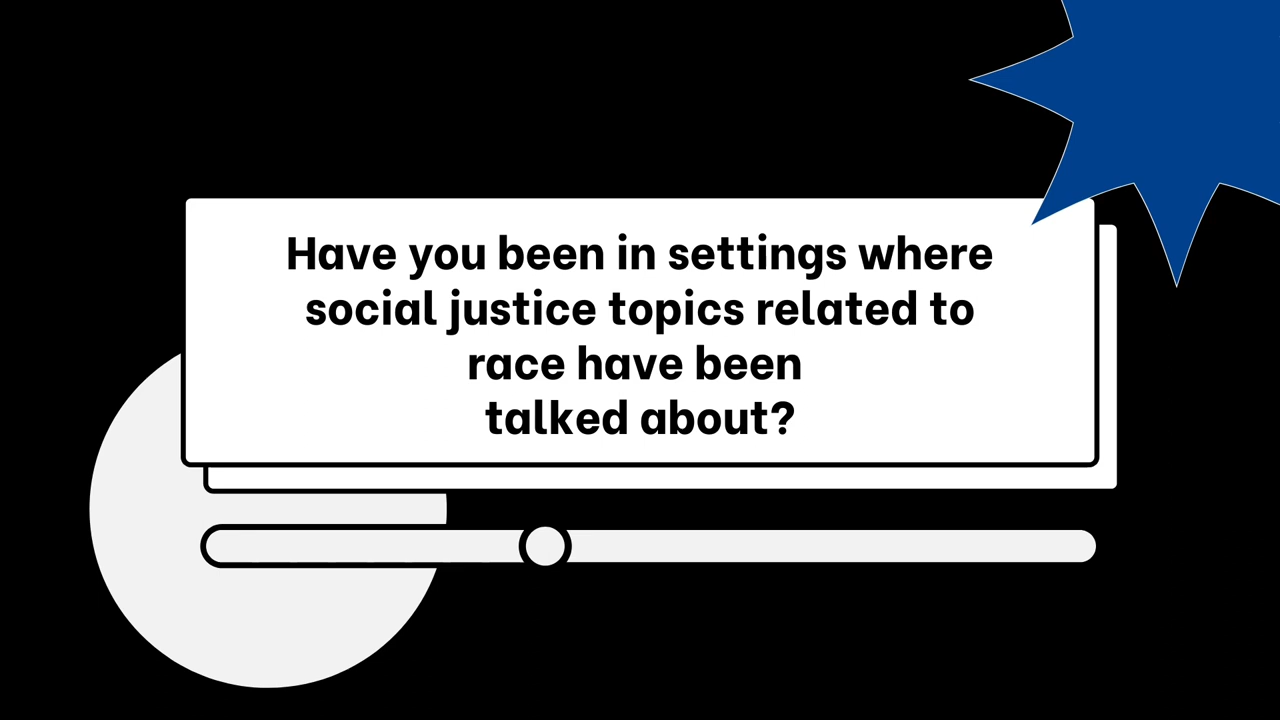 Have you been in settings where
social justice topics related to
race have been
talked about?